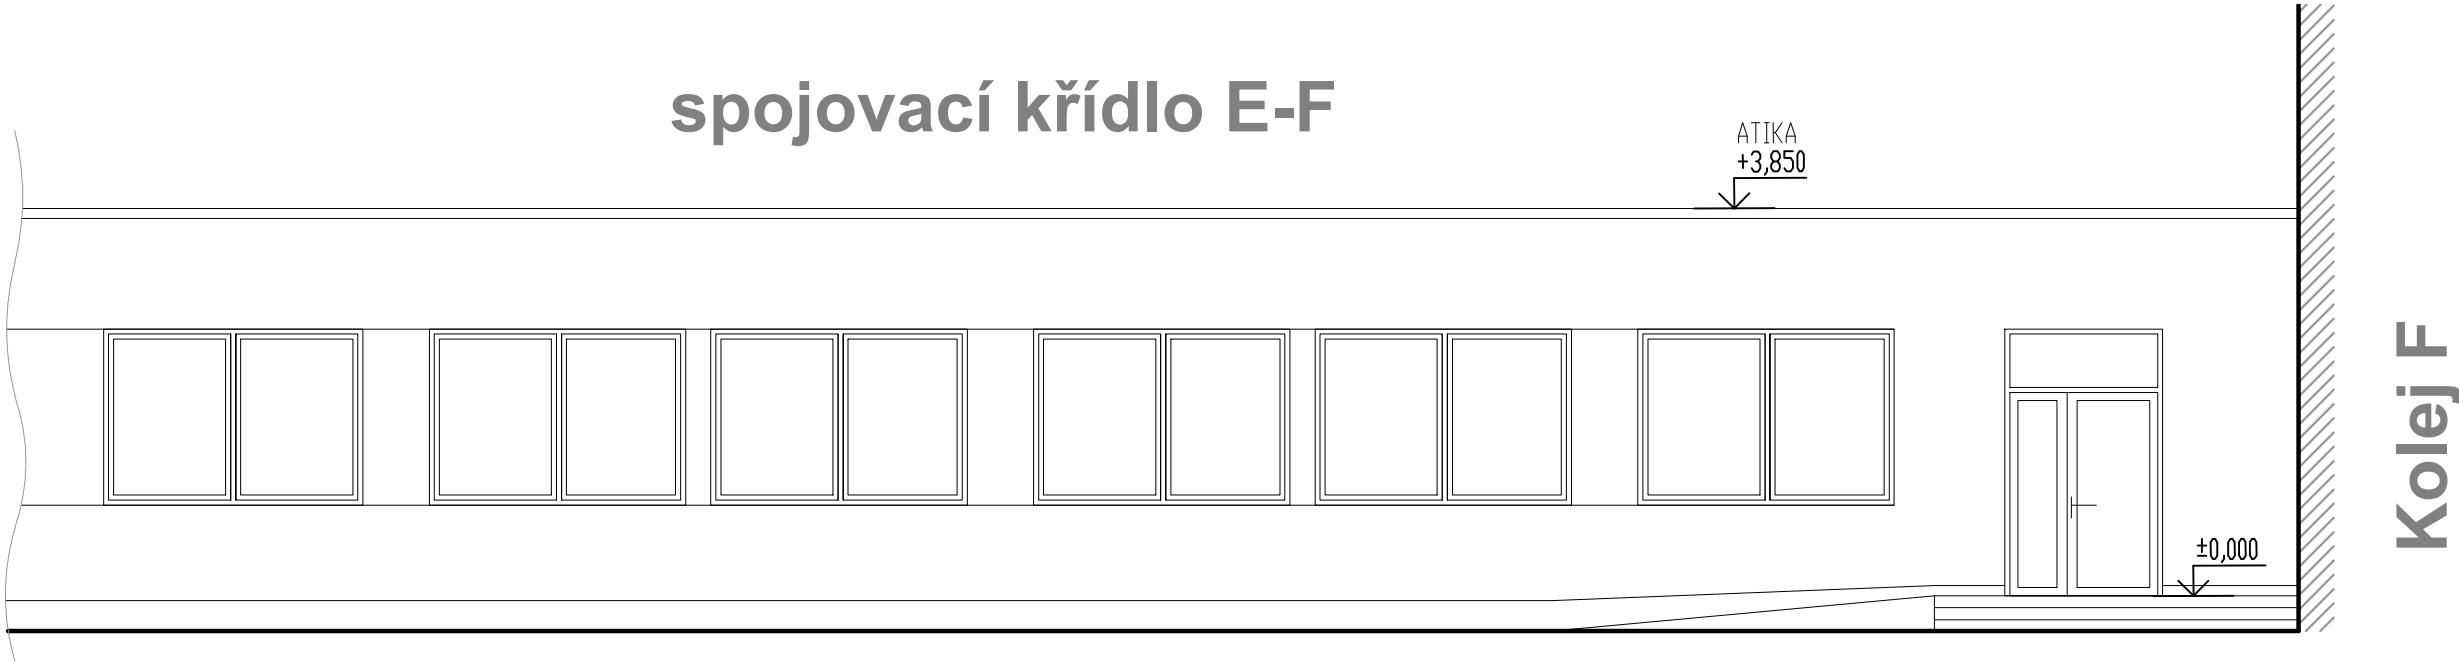 spojovací křídlo E-F
ATIKA
+3,850
Kolej F
±0,000